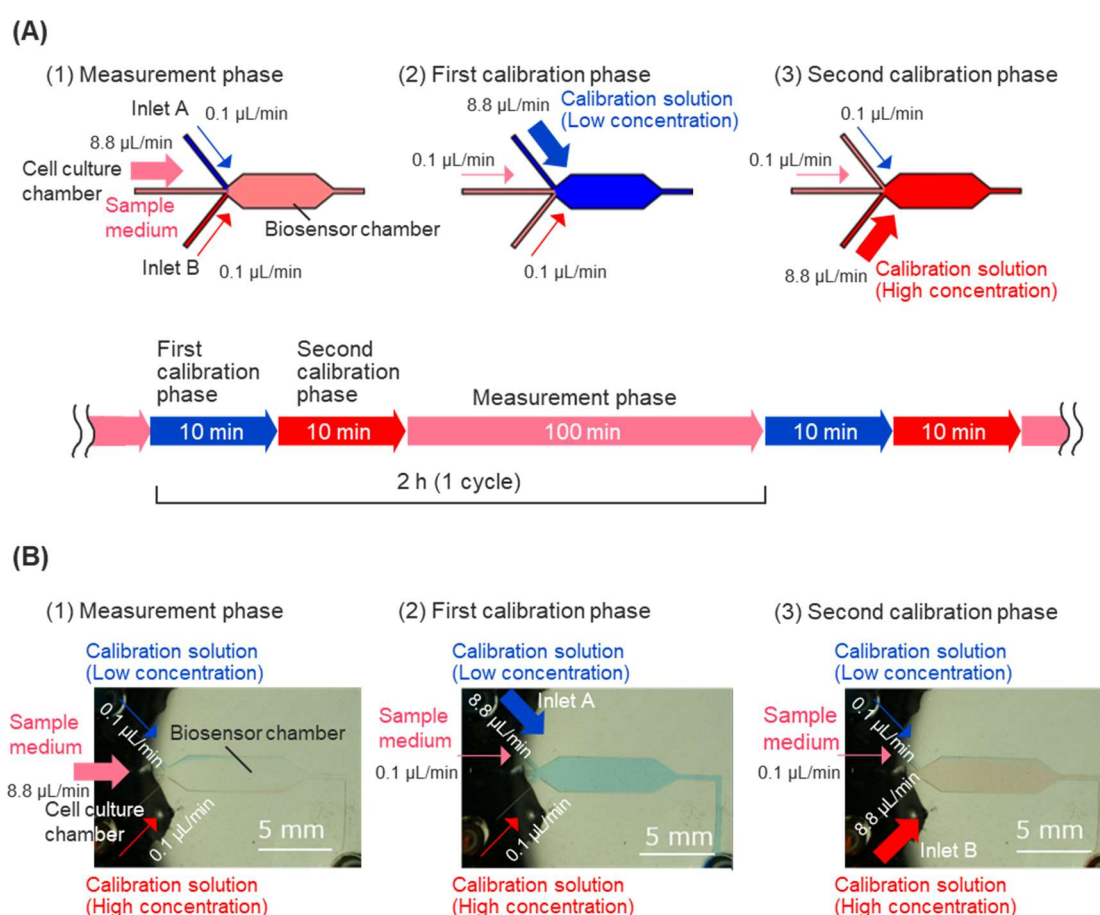 (A)
(1) Measurement phase
Inlet A
0.1 µL/min
8.8 µL/min
Cell culture
chamber
Sample
medium
Biosensor chamber
Inlet B
0.1 µL/min
(2) First calibration phase
8.8 µL/min
Calibration solution
(Low concentration)
0.1 µL/min
0.1 µL/min
(3) Second calibration phase
0.1 µL/min
0.1 µL/min
8.8 µL/min
Calibration solution
(High concentration)
First
calibration
phase
Second
calibration
phase
Measurement phase
10 min
10 min
100 min
10 min
10 min
2 h (1 cycle)
(B)
(1) Measurement phase
Calibration solution
(Low concentration)
0.1 µL/min
Biosensor chamber
Sample
medium
8.8 µL/min
Cell culture
chamber
0.1 µL/min
5 mm
Calibration solution
(High concentration)
(2) First calibration phase
Calibration solution
(Low concentration)
8.8 µL/min
Inlet A
Sample
medium
0.1 µL/min
0.1 µL/min
5 mm
Calibration solution
(High concentration)
(3) Second calibration phase
Calibration solution
(Low concentration)
0.1 µL/min
Sample
medium
0.1 µL/min
8.8 µL/min
Inlet B
5 mm
Calibration solution
(High concentration)